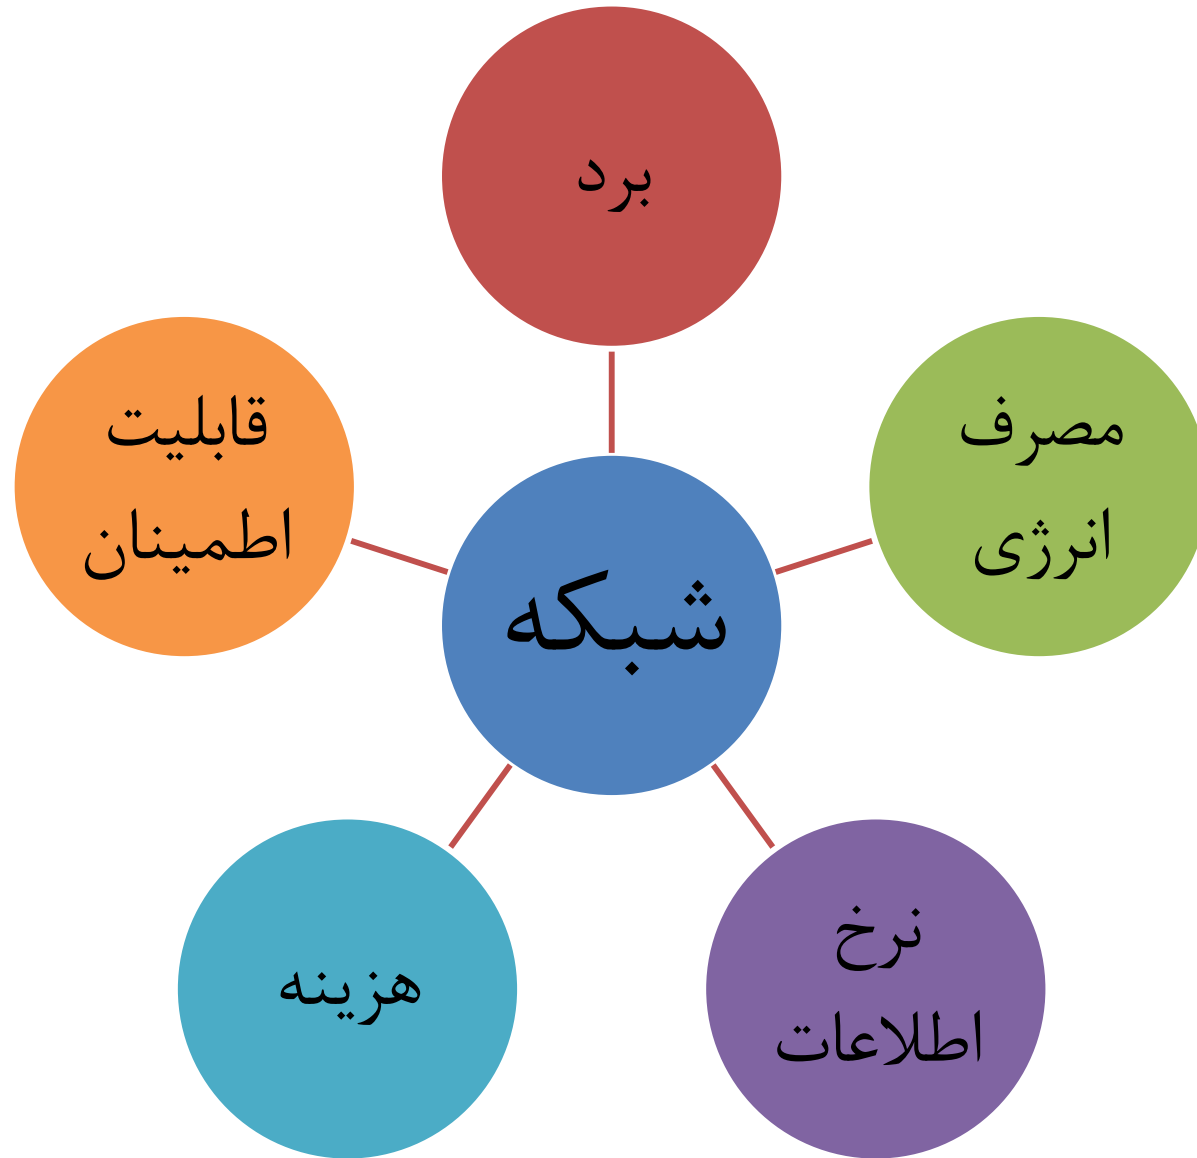 برد
مصرف
انرژی
قابلیت
اطمینان
شبکه
نرخ
اطلاعات
هزینه